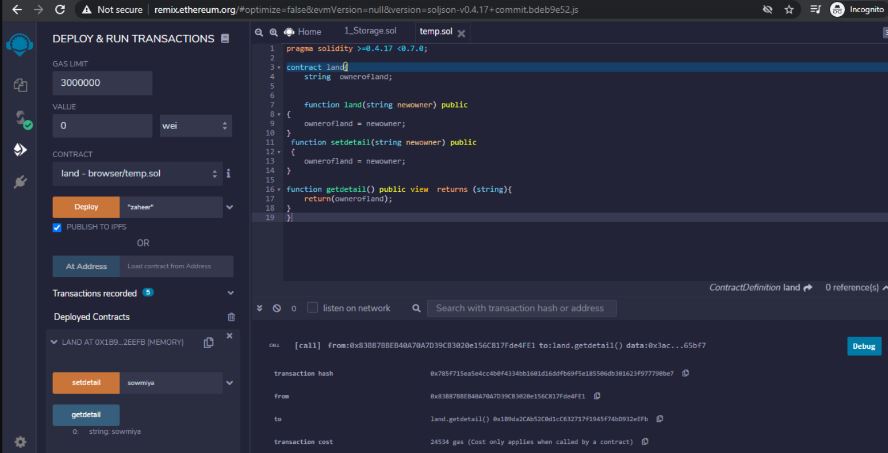 Not secure | remix.ethereum.org/#optimize=false&evmVersion=null&version=soljson-v0.4.17+commit.bdeb9e52.js
Incognito
DEPLOY & RUN TRANSACTIONS
GAS LIMIT
3000000
VALUE
0 wei
CONTRACT
land - browser/temp.sol
Deploy "zaheer"
PUBLISH TO IPFS
OR
At Address Load contract from Address
Transactions recorded 5
Deployed Contracts
LAND AT 0X1B9...2EEFB (MEMORY)
setdetail sowmiya
getdetail
0: string: sowmiya
Home 1_Storage.sol temp.sol
1 pragma solidity >=0.4.17 <0.7.0;
2
3 contract land{
4 string ownerofland;
5
6
7 function land(string newowner) public
8 {
9 ownerofland = newowner;
10 }
11 function setdetail(string newowner) public
12 {
13 ownerofland = newowner;
14 }
15
16 function getdetail() public view returns (string){
17 return(ownerofland);
18 }
19 }
ContractDefinition land 0 reference(s)
0 listen on network Search with transaction hash or address
CALL [call] from:0x83B87B8EB40A70A7D39CB3020e156C817Fde4FE1 to:land.getdetail() data:0x3ac...65bf7
Debug
transaction hash 0x785f715ea5e4cc4b0f4334bb1601d16ddfb69f5e185506db301623f977790be7
from 0x83B87B8EB40A70A7D39CB3020e156C817Fde4FE1
to land.getdetail() 0x1B9da2CAb52C0d1cC632717f1945f74bD932eEFb
transaction cost 24534 gas (Cost only applies when called by a contract)